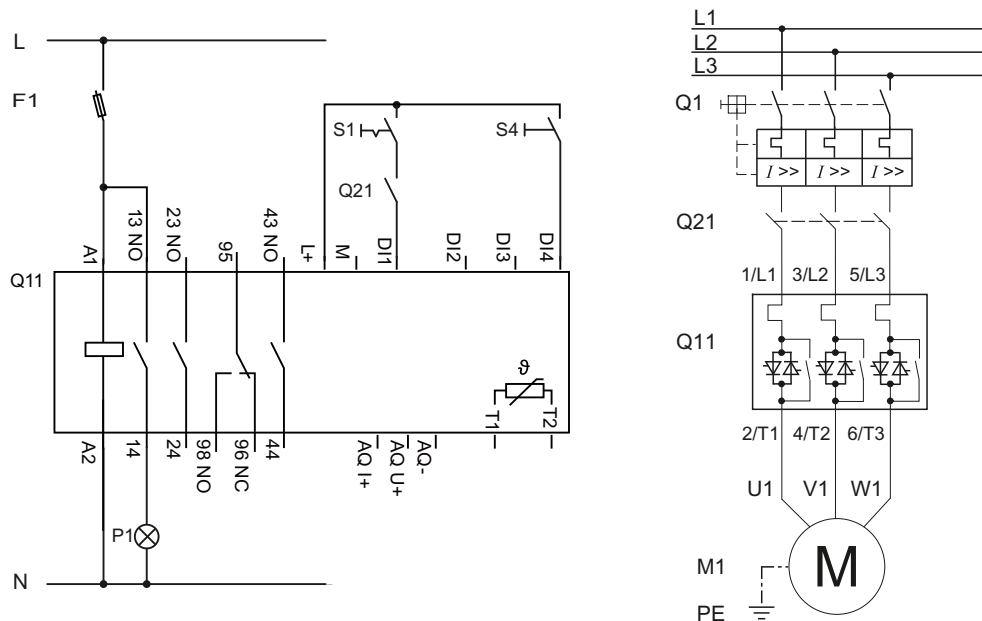 L
F1
S1
S4
Q21
13 NO
23 NO
43 NO
A1
95
L+
M
DI1
DI2
DI3
DI4
Q11
ϑ
T1
T2
A2
14
24
98 NO
96 NC
44
AQ I+
AQ U+
AQ-
P1
N
L1
L2
L3
Q1
I >> I >> I >>
Q21
1/L1 3/L2 5/L3
Q11
2/T1 4/T2 6/T3
U1 V1 W1
M1
M
PE